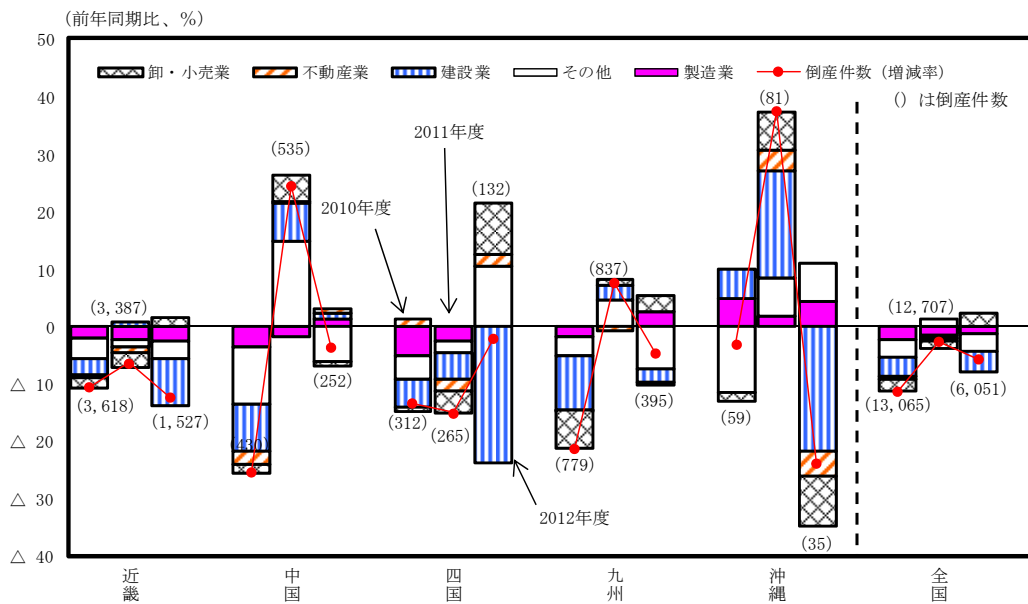 (前年同期比、%)
50
40
30
20
10
0
△ 10
△ 20
△ 30
△ 40
卸・小売業 不動産業 建設業 その他 製造業 倒産件数(増減率)
()は倒産件数
2010年度
2011年度
2012年度
(3,618)
(3,387)
(1,527)
(430)
(535)
(252)
(312)
(265)
(132)
(779)
(837)
(395)
(59)
(81)
(35)
(13,065)
(12,707)
(6,051)
近畿
中国
四国
九州
沖縄
全国